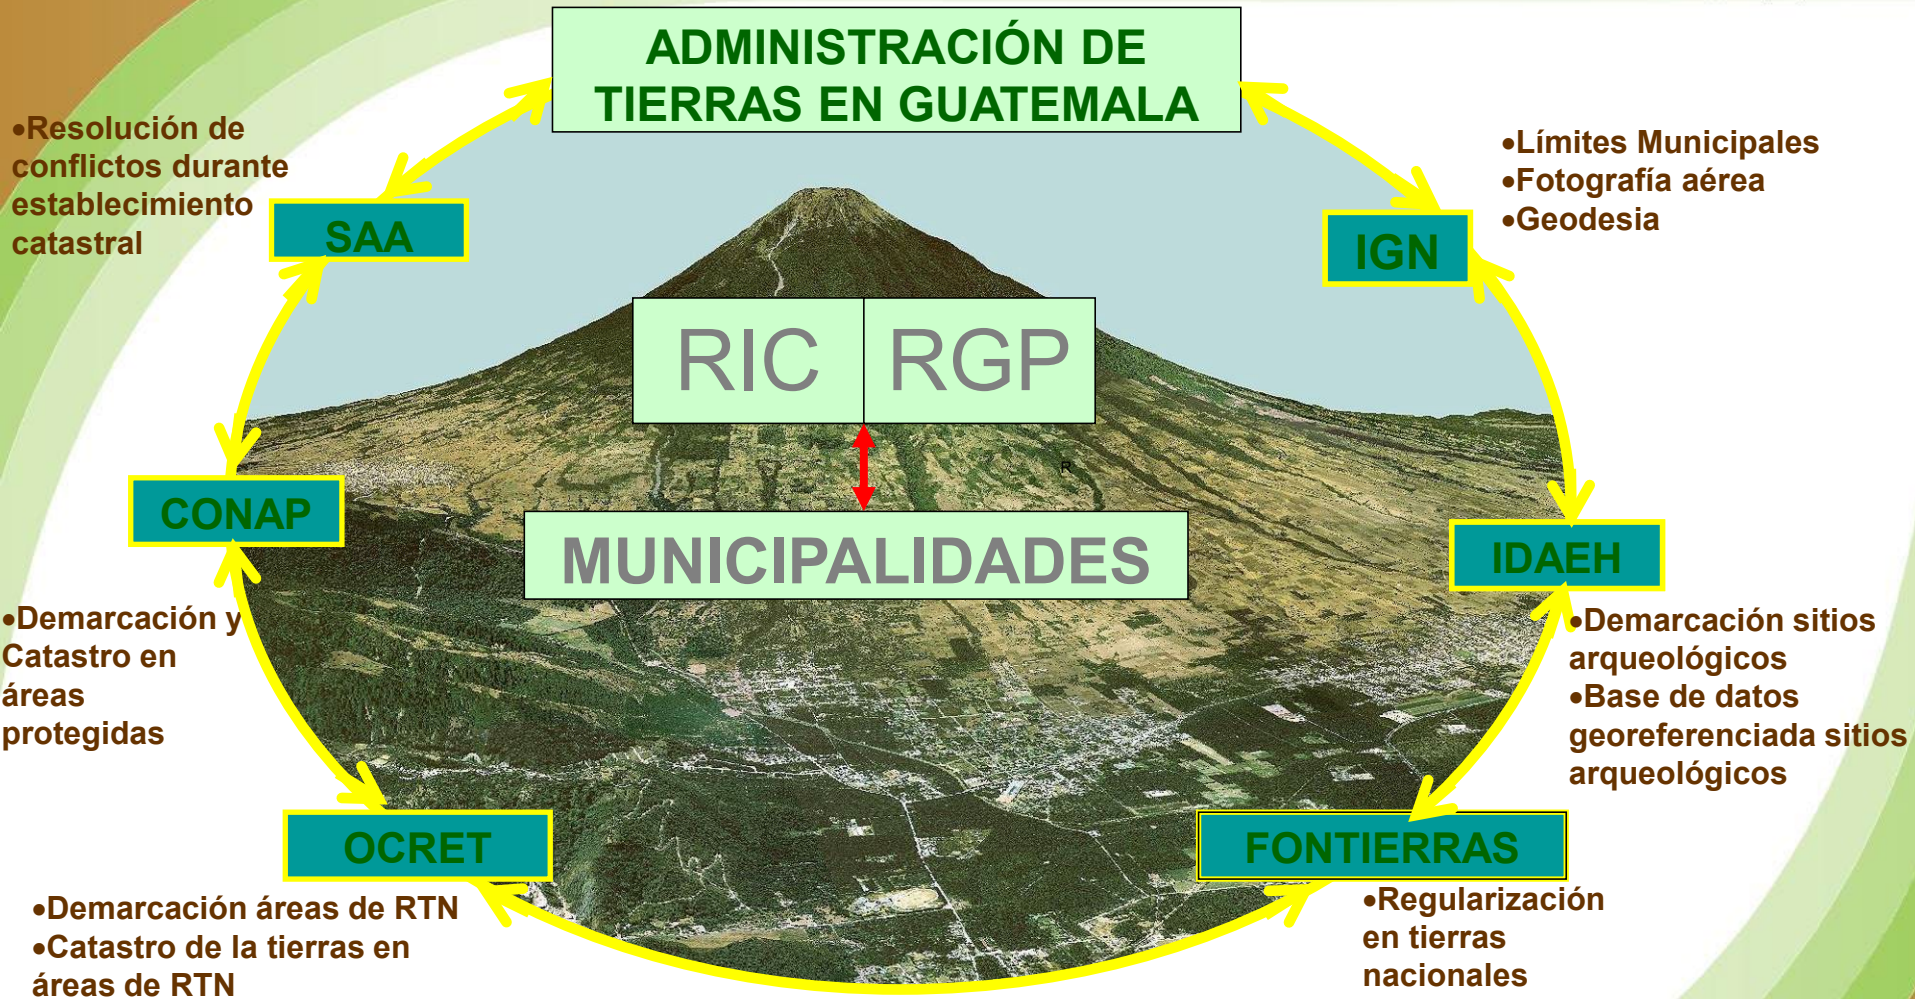 ADMINISTRACIÓN DE
TIERRAS EN GUATEMALA
•Resolución de
conflictos durante
establecimiento
catastral
SAA
•Límites Municipales
•Fotografía aérea
•Geodesia
IGN
RIC
RGP
R
CONAP
MUNICIPALIDADES
IDAEH
•Demarcación y
Catastro en
áreas
protegidas
•Demarcación sitios
arqueológicos
•Base de datos
georeferenciada sitios
arqueológicos
OCRET
FONTIERRAS
•Demarcación áreas de RTN
•Catastro de la tierras en
áreas de RTN
•Regularización
en tierras
nacionales